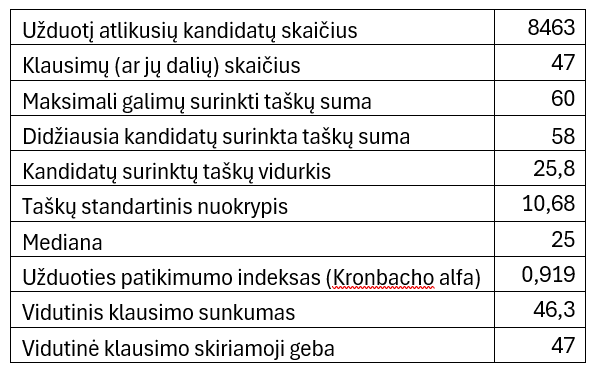 Užduotį atlikusių kandidatų skaičius 8463
Klausimų (ar jų dalių) skaičius 47
Maksimali galimų surinkti taškų suma 60
Didžiausia kandidatų surinkta taškų suma 58
Kandidatų surinktų taškų vidurkis 25,8
Taškų standartinis nuokrypis 10,68
Mediana 25
Užduoties patikimumo indeksas (Kronbacho alfa) 0,919
Vidutinis klausimo sunkumas 46,3
Vidutinė klausimo skiriamoji geba 47